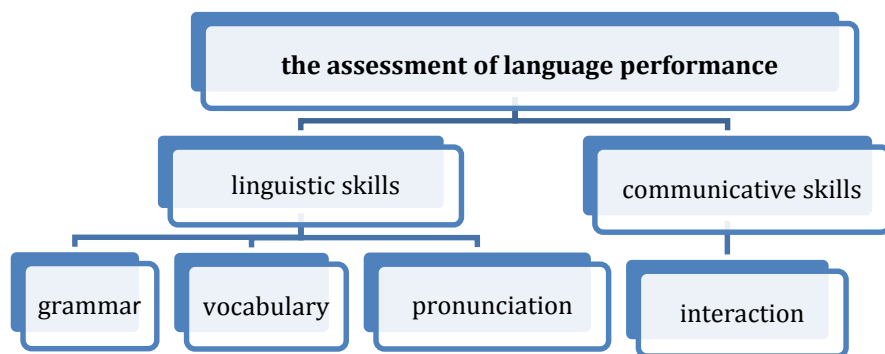 the assessment of language performance
linguistic skills
communicative skills
grammar
vocabulary
pronunciation
interaction